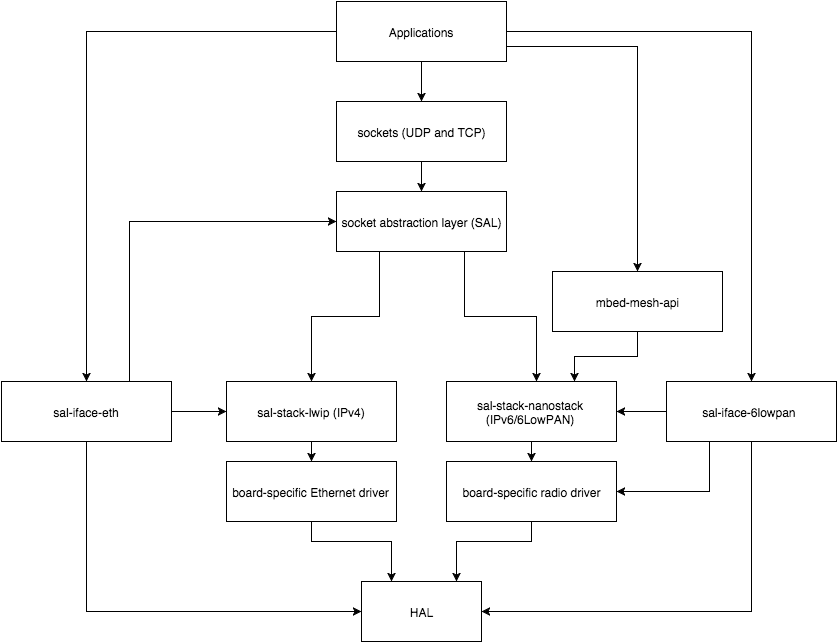 Applications
sockets (UDP and TCP)
socket abstraction layer (SAL)
mbed-mesh-api
sal-iface-eth
sal-stack-lwip (IPv4)
sal-stack-nanostack
(IPv6/6LowPAN)
sal-iface-6lowpan
board-specific Ethernet driver
board-specific radio driver
HAL